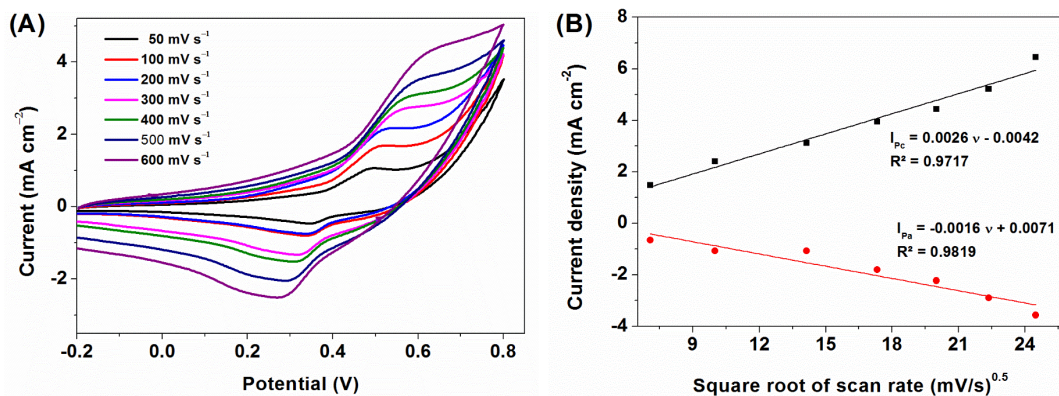 (A)
50 mV s⁻¹
100 mV s⁻¹
200 mV s⁻¹
300 mV s⁻¹
400 mV s⁻¹
500 mV s⁻¹
600 mV s⁻¹
Current (mA cm⁻²)
4
2
0
-2
-0.2 0.0 0.2 0.4 0.6 0.8
Potential (V)
(B)
Current density (mA cm⁻²)
8
6
4
2
0
-2
-4
I_Pc = 0.0026 ν - 0.0042
R² = 0.9717
I_Pa = -0.0016 ν + 0.0071
R² = 0.9819
9 12 15 18 21 24
Square root of scan rate (mV/s)^0.5